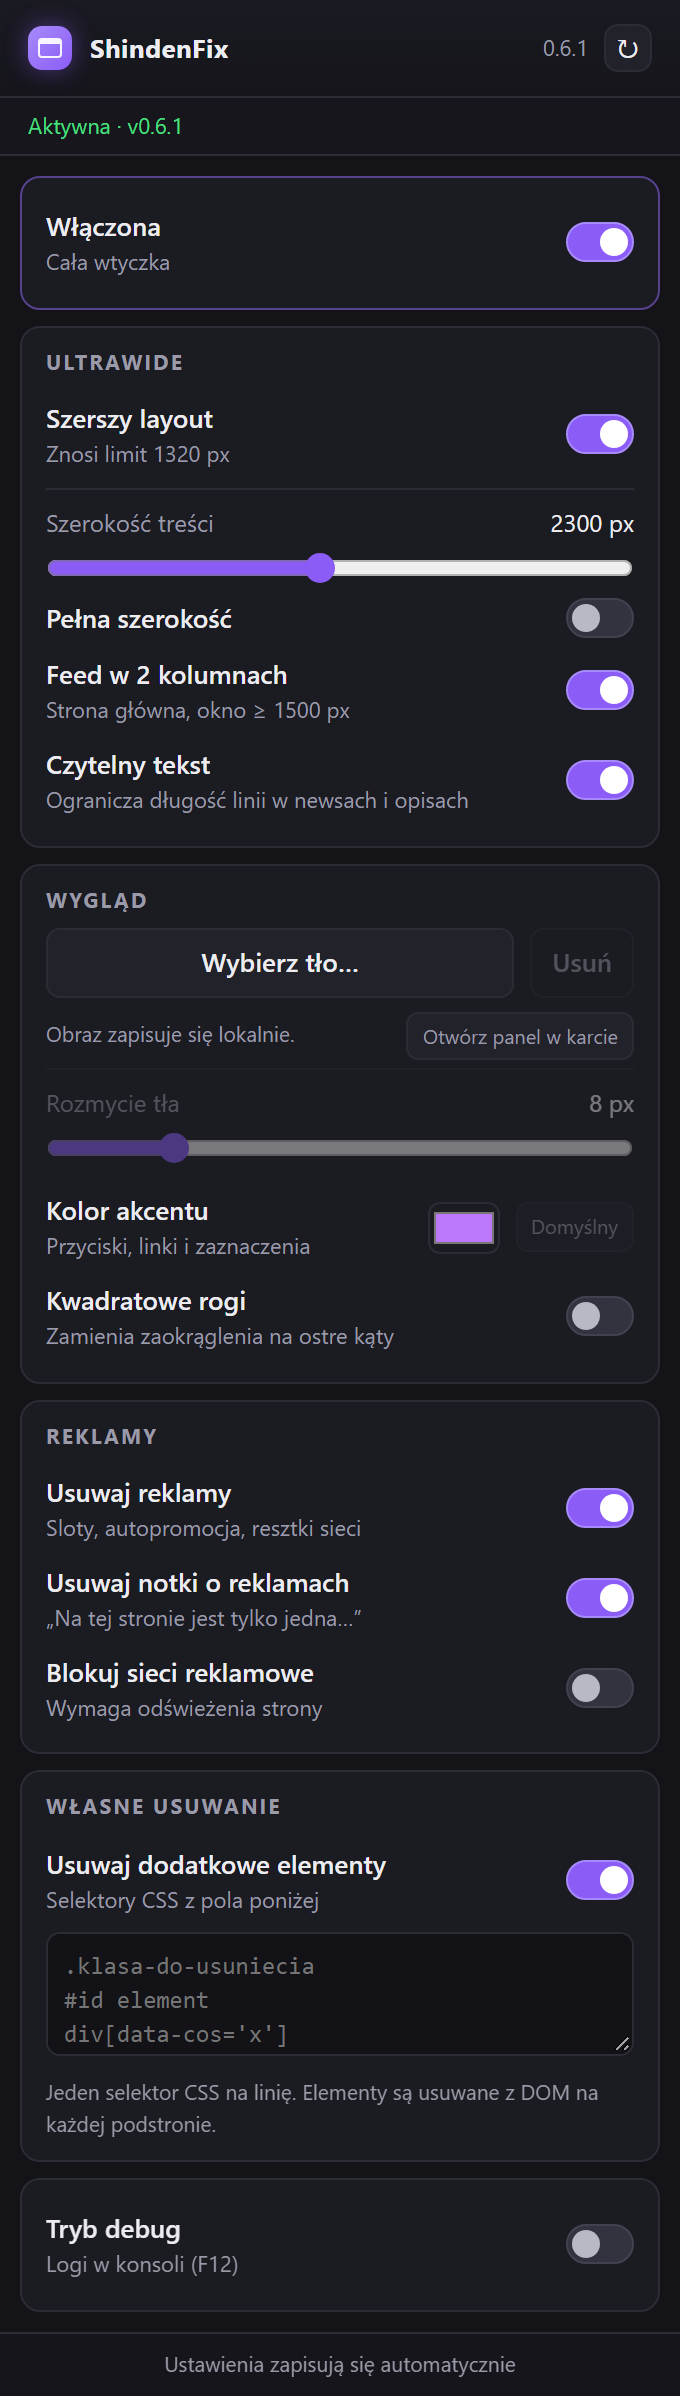 ShindenFix
0.6.1
↻
Aktywna · v0.6.1
Włączona
Cała wtyczka
ULTRAWIDE
Szerszy layout
Znosi limit 1320 px
Szerokość treści
2300 px
Pełna szerokość
Feed w 2 kolumnach
Strona główna, okno ≥ 1500 px
Czytelny tekst
Ogranicza długość linii w newsach i opisach
WYGLĄD
Wybierz tło…
Usuń
Obraz zapisuje się lokalnie.
Otwórz panel w karcie
Rozmycie tła
8 px
Kolor akcentu
Przyciski, linki i zaznaczenia
Domyślny
Kwadratowe rogi
Zamienia zaokrąglenia na ostre kąty
REKLAMY
Usuwaj reklamy
Sloty, autopromocja, resztki sieci
Usuwaj notki o reklamach
„Na tej stronie jest tylko jedna…”
Blokuj sieci reklamowe
Wymaga odświeżenia strony
WŁASNE USUWANIE
Usuwaj dodatkowe elementy
Selektory CSS z pola poniżej
.klasa-do-usuniecia
#id element
div[data-cos='x']
Jeden selektor CSS na linię. Elementy są usuwane z DOM na
każdej podstronie.
Tryb debug
Logi w konsoli (F12)
Ustawienia zapisują się automatycznie